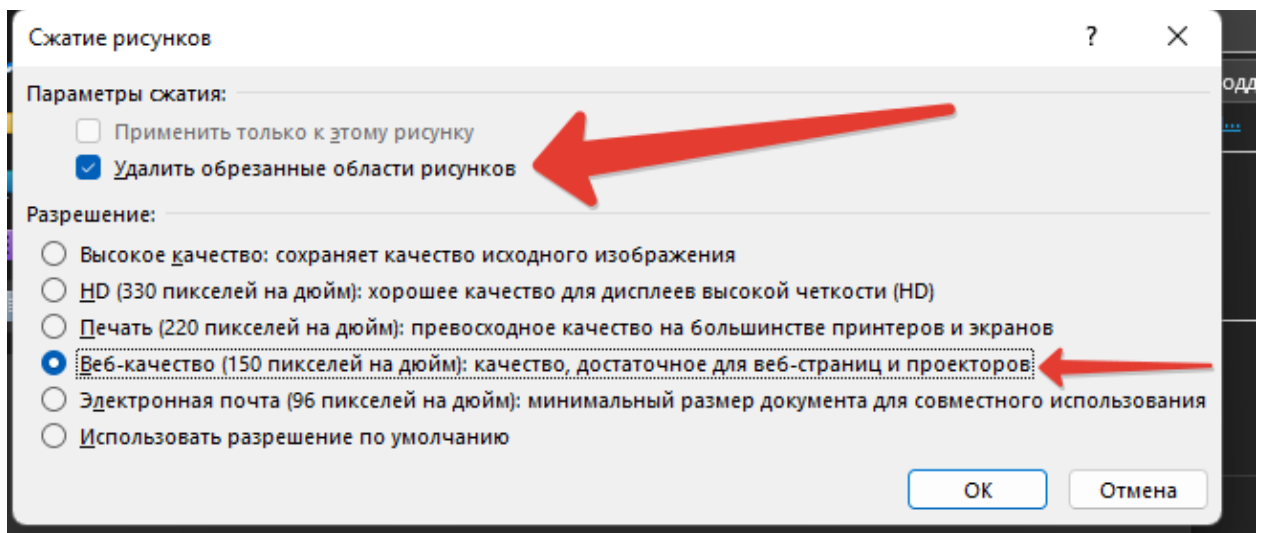 Сжатие рисунков ?
Параметры сжатия:
Применить только к этому рисунку
Удалить обрезанные области рисунков
Разрешение:
Высокое качество: сохраняет качество исходного изображения
HD (330 пикселей на дюйм): хорошее качество для дисплеев высокой четкости (HD)
Печать (220 пикселей на дюйм): превосходное качество на большинстве принтеров и экранов
Веб-качество (150 пикселей на дюйм): качество, достаточное для веб-страниц и проекторов
Электронная почта (96 пикселей на дюйм): минимальный размер документа для совместного использования
Использовать разрешение по умолчанию
ОК Отмена